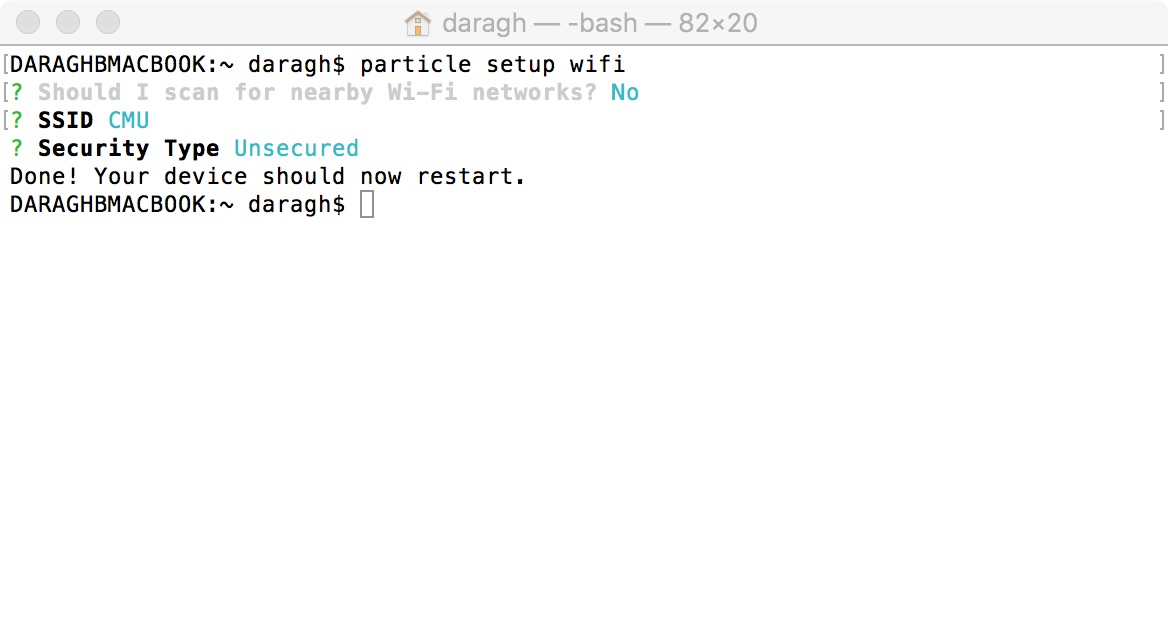 daragh — -bash — 82×20
[DARAGHBMACBOOK:~ daragh$ particle setup wifi ]
[? Should I scan for nearby Wi-Fi networks? No ]
[? SSID CMU ]
? Security Type Unsecured
Done! Your device should now restart.
DARAGHBMACBOOK:~ daragh$